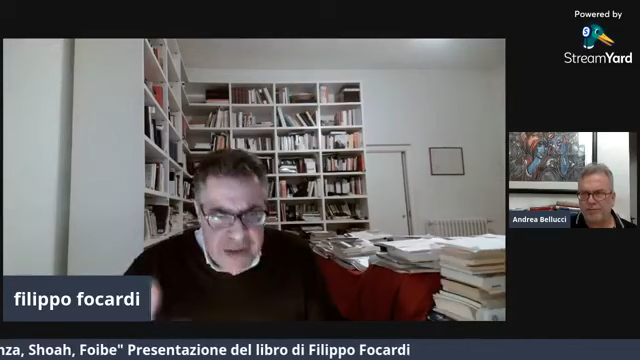 Powered by
StreamYard
Andrea Bellucci
filippo focardi
nza, Shoah, Foibe" Presentazione del libro di Filippo Focardi